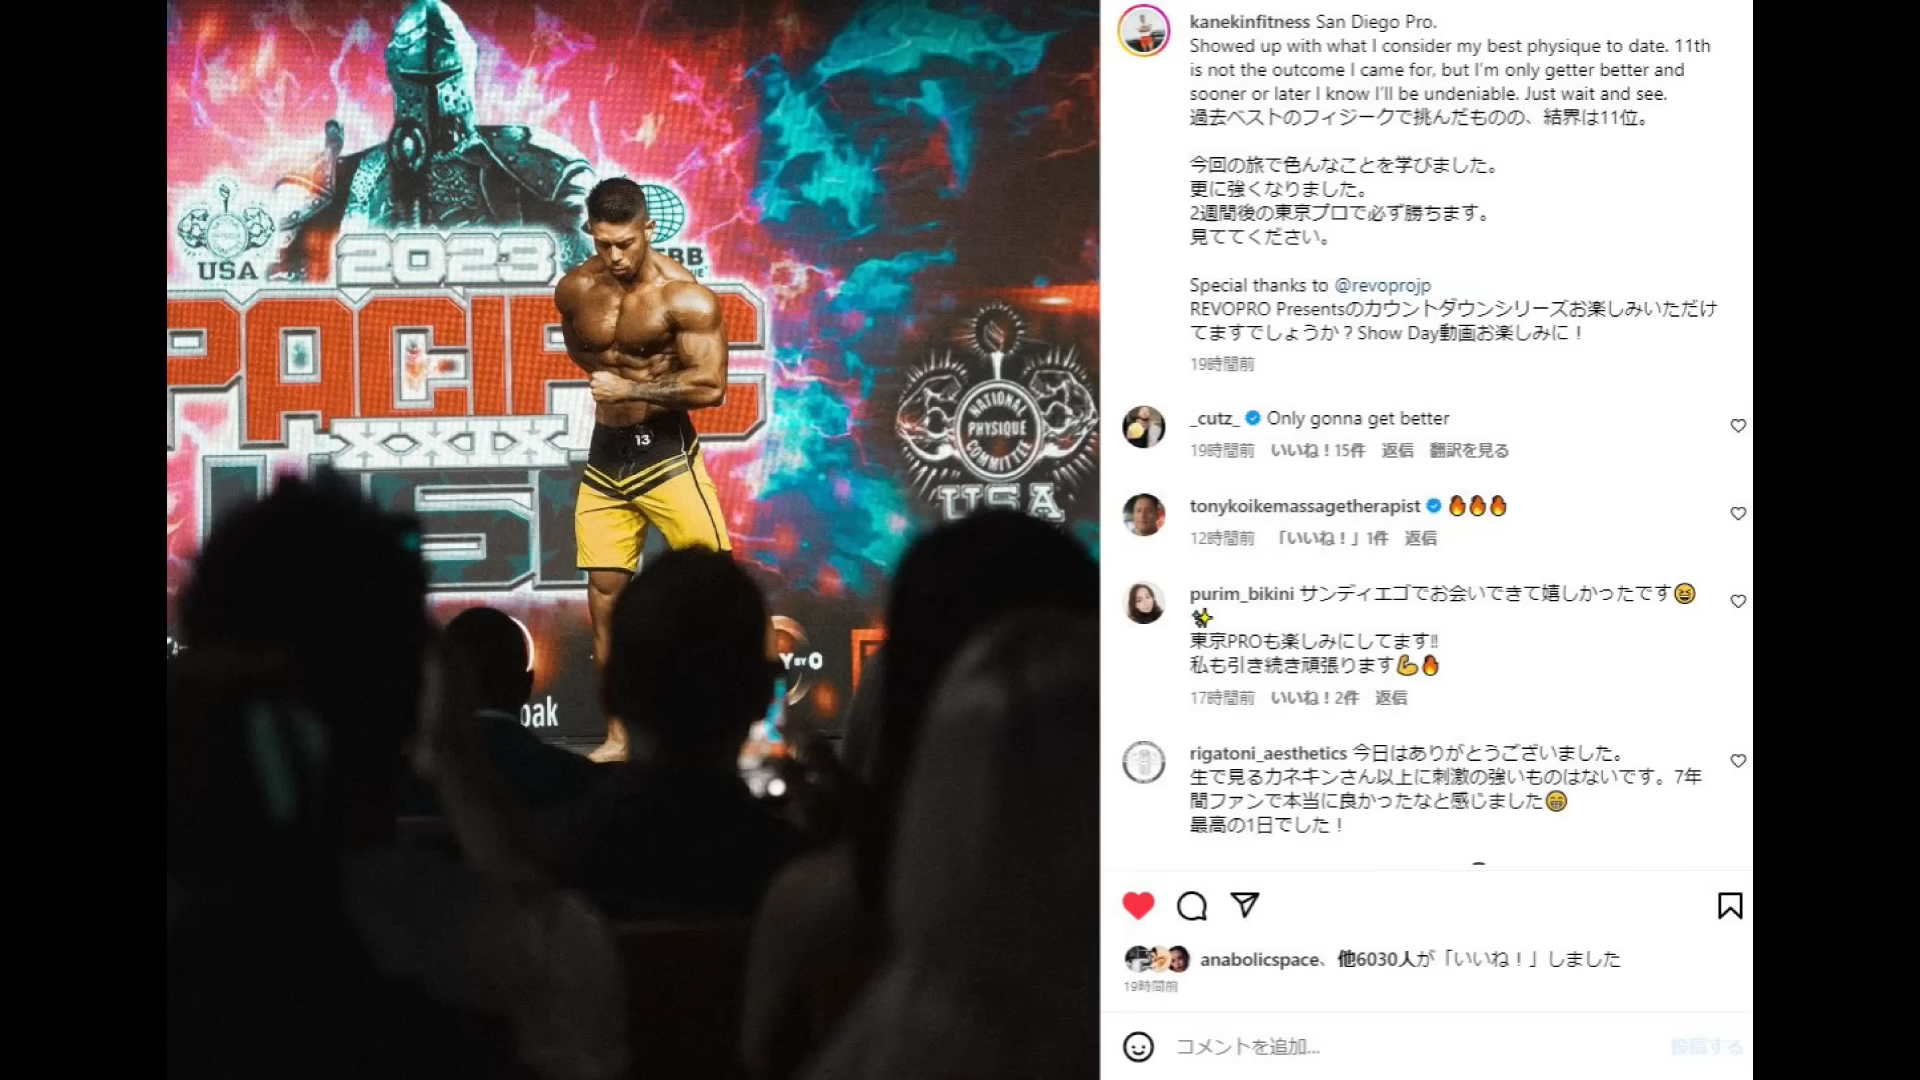 USA
2023
PACIFIC
XXIX
USA
NATIONAL
PHYSIQUE
COMMITTEE
USA
13
Y BY O
oak
kanekinfitness San Diego Pro.
Showed up with what I consider my best physique to date. 11th
is not the outcome I came for, but I'm only getter better and
sooner or later I know I'll be undeniable. Just wait and see.
過去ベストのフィジークで挑んだものの、結界は11位。
今回の旅で色んなことを学びました。
更に強くなりました。
2週間後の東京プロで必ず勝ちます。
見ててください。
Special thanks to @revoprojp
REVOPRO Presentsのカウントダウンシリーズお楽しみいただけ
てますでしょうか？Show Day動画お楽しみに！
19時間前
_cutz_ Only gonna get better
19時間前 いいね！15件 返信 翻訳を見る
tonykoikemassagetherapist 🔥🔥🔥
12時間前 「いいね！」1件 返信
purim_bikini サンディエゴでお会いできて嬉しかったです😆
✨
東京PROも楽しみにしてます‼
私も引き続き頑張ります💪🔥
17時間前 いいね！2件 返信
rigatoni_aesthetics 今日はありがとうございました。
生で見るカネキンさん以上に刺激の強いものはないです。7年
間ファンで本当に良かったなと感じました😁
最高の1日でした！
anabolicspace、他6030人が「いいね！」しました
19時間前
コメントを追加...
投稿する